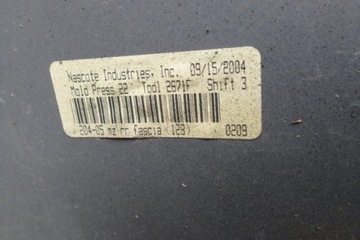 Nascote Industries, Inc. 09/15/2004
Mold Press 22 Tool 2671F Shift 3
204-05 mz rr fascia (128) 0209